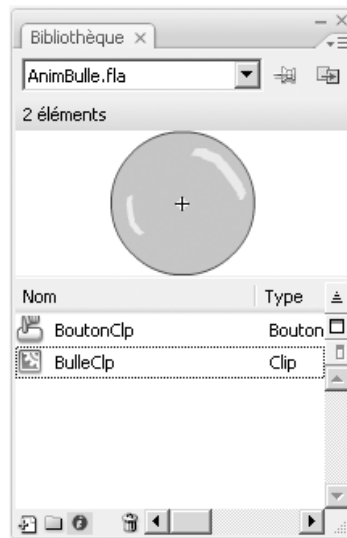 Bibliothèque
AnimBulle.fla
2 éléments
Nom Type
BoutonClp Bouton
BulleClp Clip